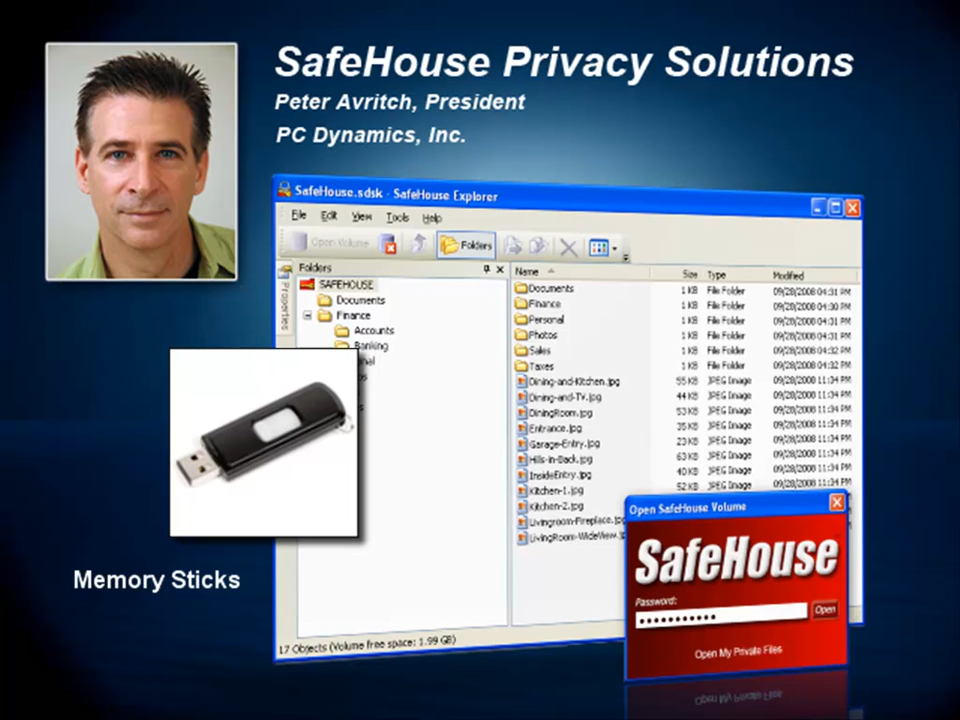 SafeHouse Privacy Solutions
Peter Avritch, President
PC Dynamics, Inc.
SafeHouse.sdsk - SafeHouse Explorer
File Edit View Tools Help
Open Volume Folders
Folders
Properties
SAFEHOUSE
Documents
Finance
Accounts
Banking
Name Size Type Modified
Documents 1 KB File Folder 09/28/2008 04:31 PM
Finance 1 KB File Folder 09/28/2008 04:30 PM
Personal 1 KB File Folder 09/28/2008 04:31 PM
Photos 1 KB File Folder 09/28/2008 04:31 PM
Sales 1 KB File Folder 09/28/2008 04:32 PM
Taxes 1 KB File Folder 09/28/2008 04:32 PM
Dining-and-Kitchen.jpg 55 KB JPEG Image 09/28/2008 11:34 PM
Dining-and-TV.jpg 44 KB JPEG Image 09/28/2008 11:34 PM
DiningRoom.jpg 53 KB JPEG Image 09/28/2008 11:34 PM
Entrance.jpg 35 KB JPEG Image 09/28/2008 11:34 PM
Garage-Entry.jpg 23 KB JPEG Image 09/28/2008 11:34 PM
Hills-in-Back.jpg 63 KB JPEG Image 09/28/2008 11:34 PM
InsideEntry.jpg 40 KB JPEG Image 09/28/2008 11:34 PM
Kitchen-1.jpg 52 KB JPEG Image 09/28/2008 11:34 PM
Kitchen-2.jpg
Livingroom-Fireplace.jpg
LivingRoom-WideView.jp
Open SafeHouse Volume
SafeHouse
Password:
Open
Open My Private Files
Memory Sticks
17 Objects (Volume free space: 1.99 GB)